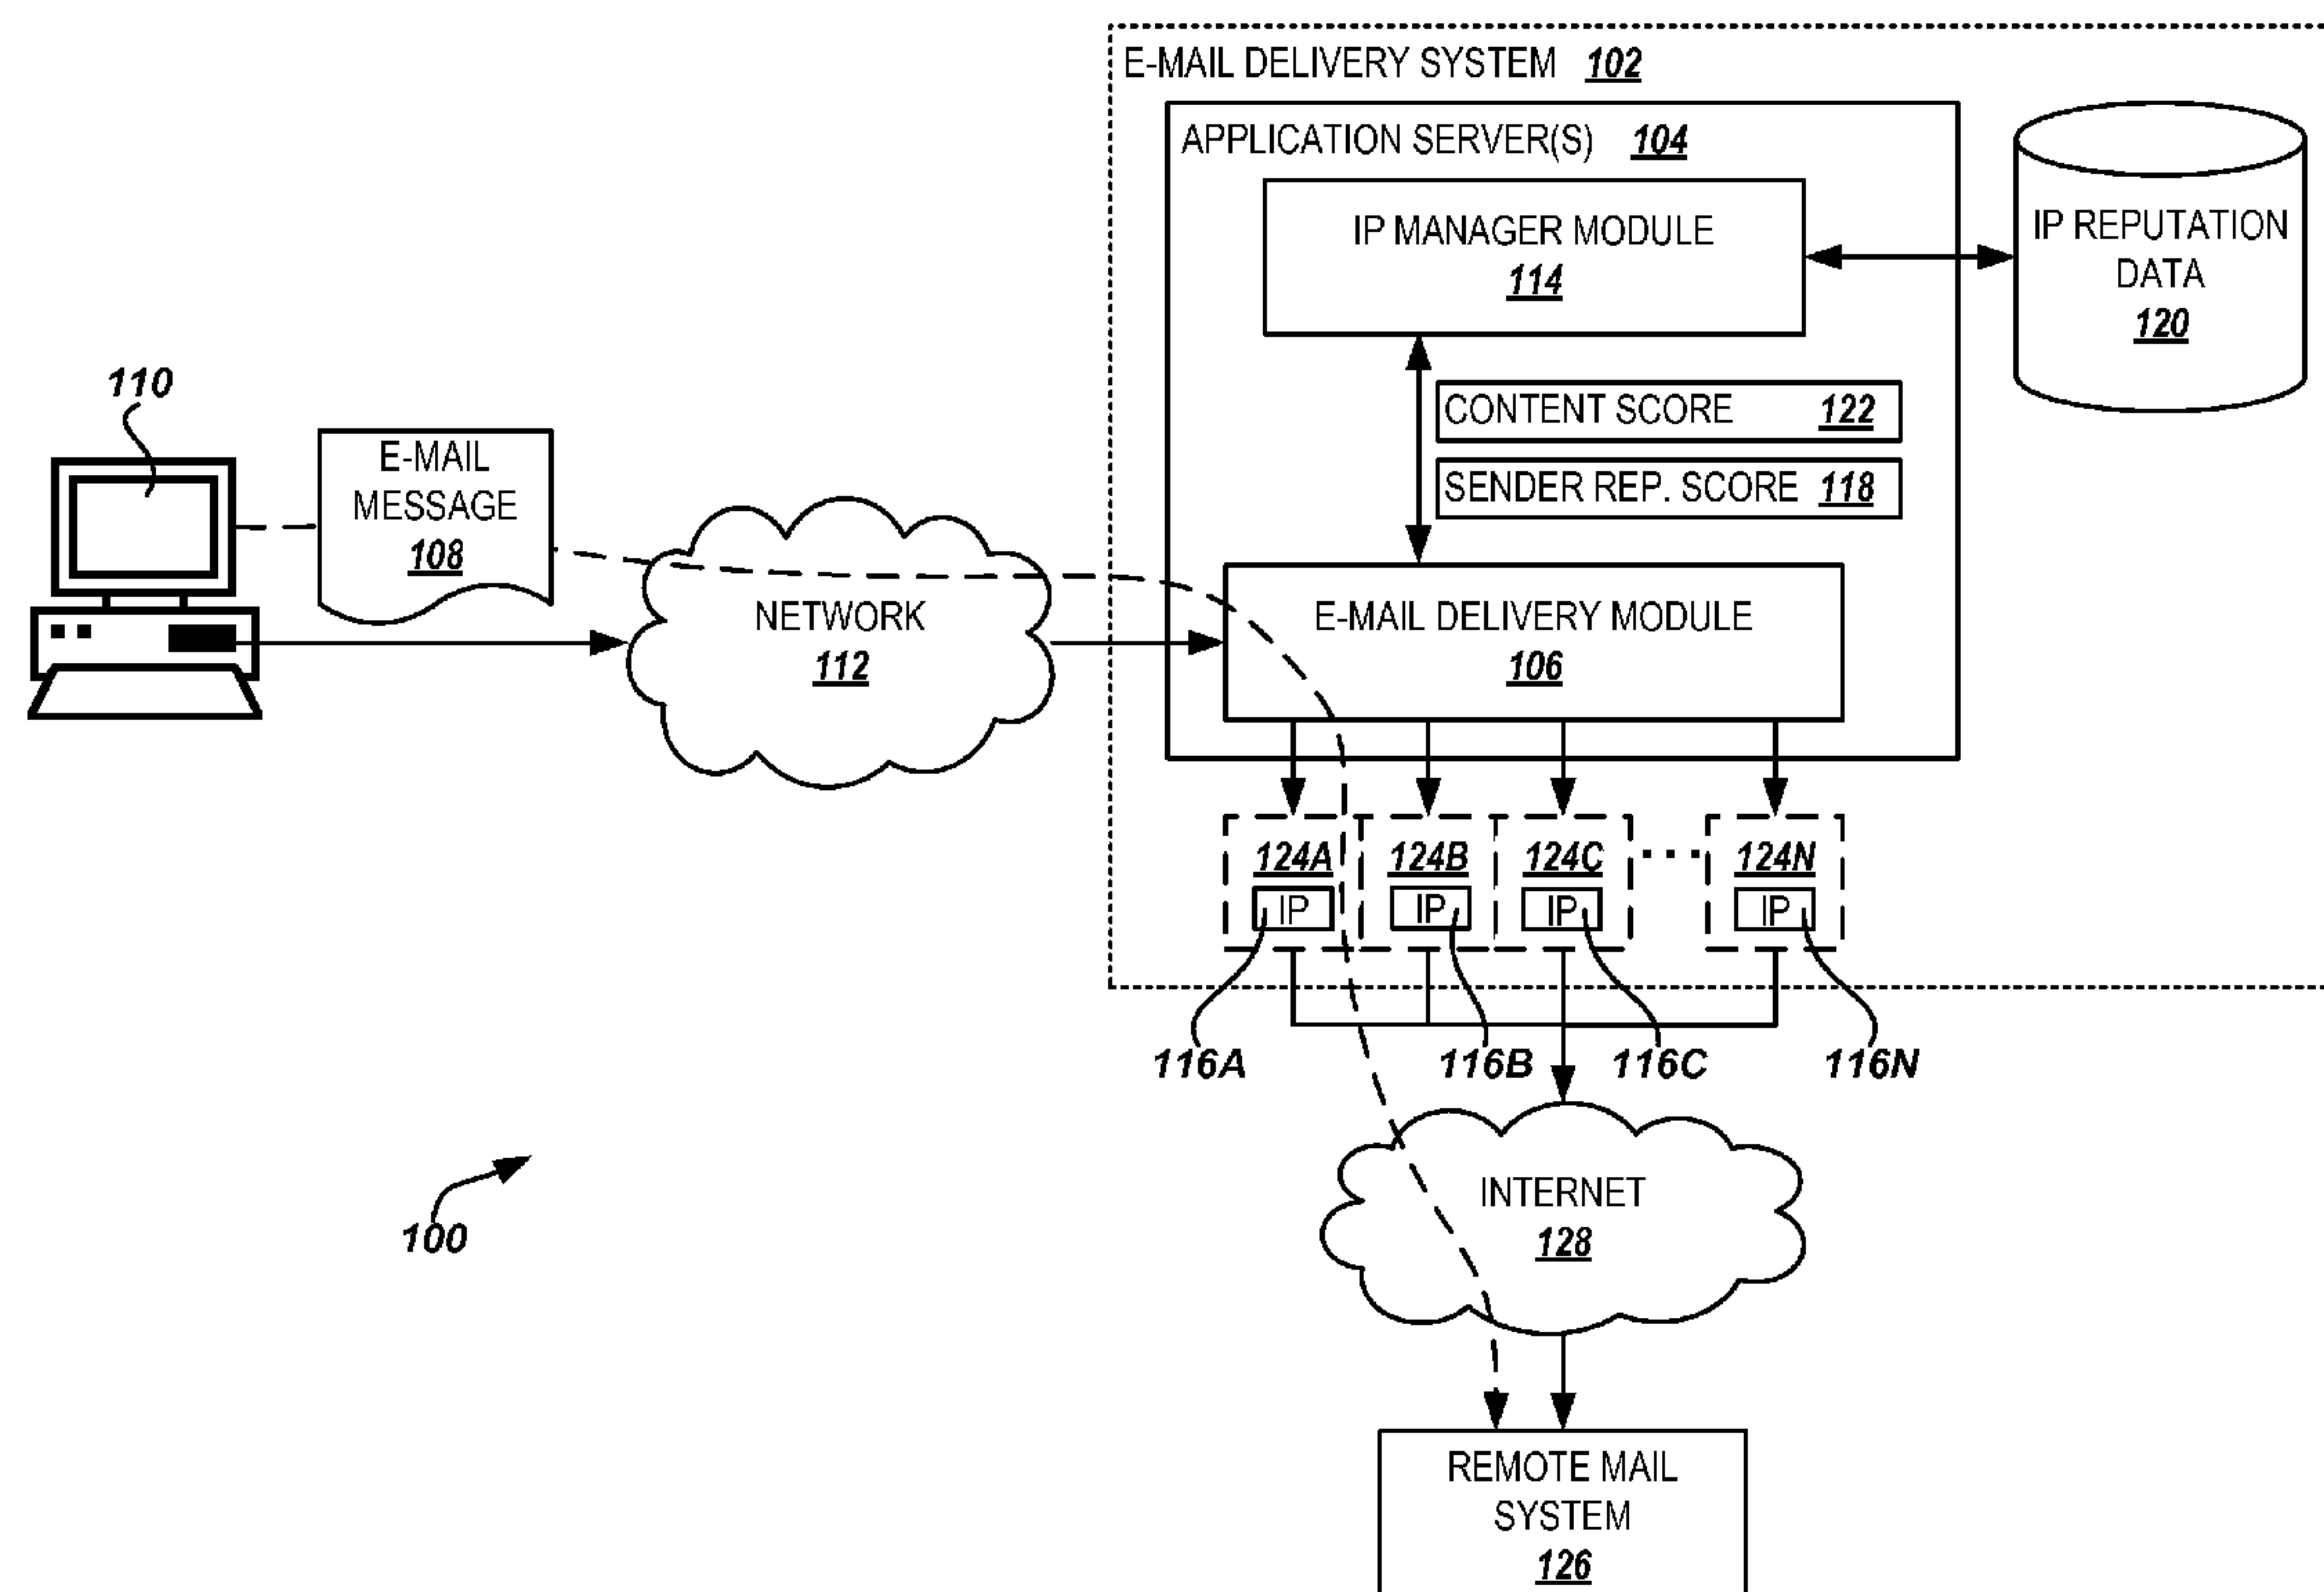 E-MAIL DELIVERY SYSTEM 102
APPLICATION SERVER(S) 104
IP MANAGER MODULE
114
IP REPUTATION
DATA
120
CONTENT SCORE 122
SENDER REP. SCORE 118
110
E-MAIL
MESSAGE
108
NETWORK
112
E-MAIL DELIVERY MODULE
106
124A 124B 124C ... 124N
IP IP IP IP
116A 116B 116C 116N
100
INTERNET
128
REMOTE MAIL
SYSTEM
126